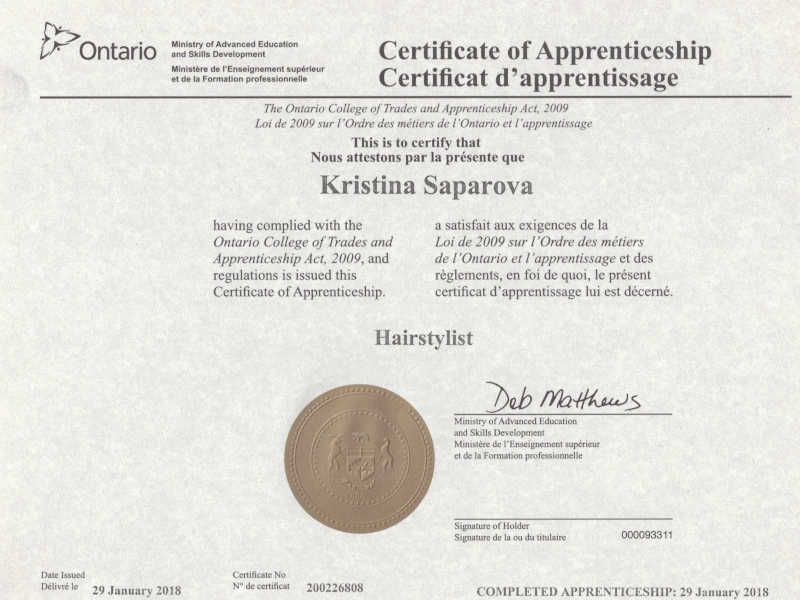 Ontario
Ministry of Advanced Education
and Skills Development
Ministère de l'Enseignement supérieur
et de la Formation professionnelle
Certificate of Apprenticeship
Certificat d'apprentissage
The Ontario College of Trades and Apprenticeship Act, 2009
Loi de 2009 sur l'Ordre des métiers de l'Ontario et l'apprentissage
This is to certify that
Nous attestons par la présente que
Kristina Saparova
having complied with the
Ontario College of Trades and
Apprenticeship Act, 2009, and
regulations is issued this
Certificate of Apprenticeship.
a satisfait aux exigences de la
Loi de 2009 sur l'Ordre des métiers
de l'Ontario et l'apprentissage et des
règlements, en foi de quoi, le présent
certificat d'apprentissage lui est décerné.
Hairstylist
Deb Matthews
Ministry of Advanced Education
and Skills Development
Ministère de l'Enseignement supérieur
et de la Formation professionnelle
Signature of Holder
Signature de la ou du titulaire
000093311
Date Issued
Délivré le
29 January 2018
Certificate No
N° de certificat
200226808
COMPLETED APPRENTICESHIP: 29 January 2018